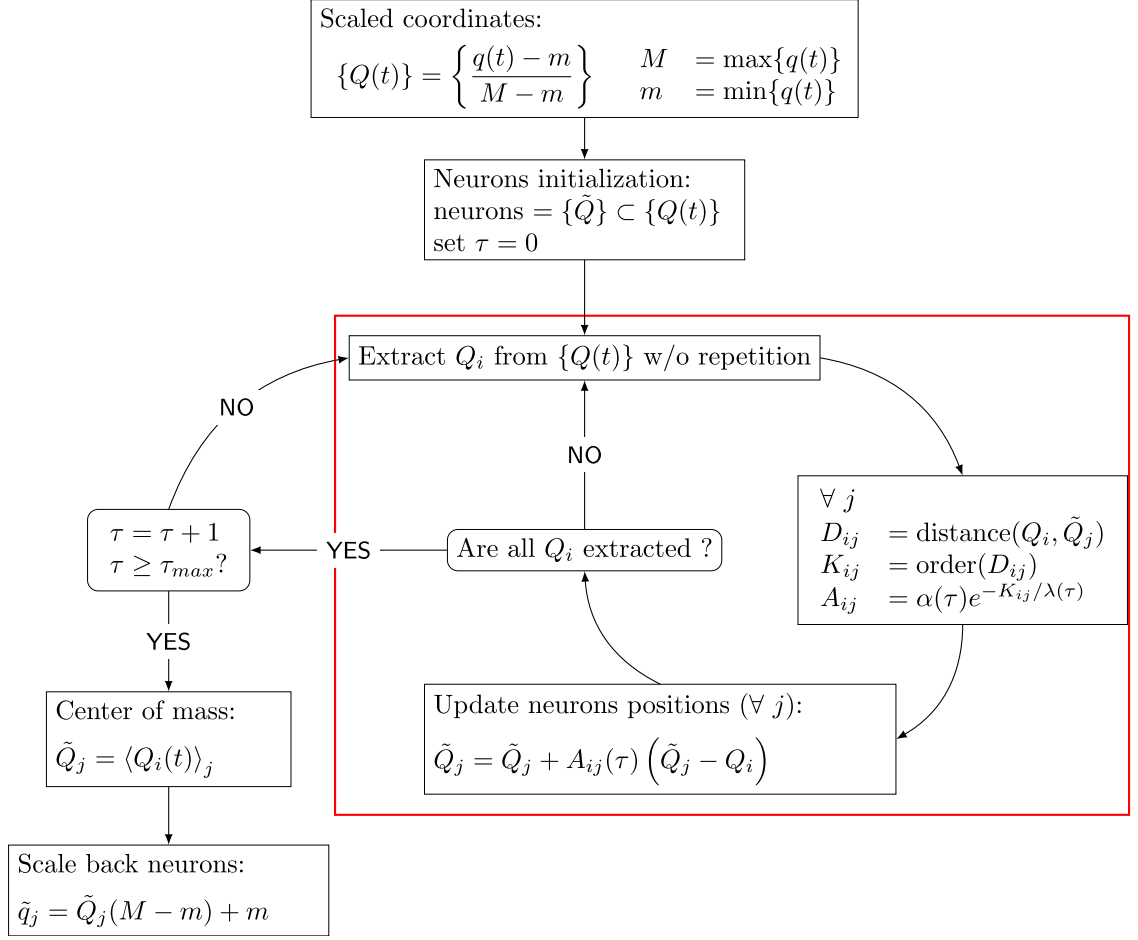 Scaled coordinates:
{Q(t)} = {(q(t) − m)/(M − m)}    M = max{q(t)}
m = min{q(t)}
Neurons initialization:
neurons = {Q̃} ⊂ {Q(t)}
set τ = 0
Extract Q_i from {Q(t)} w/o repetition
NO
NO
∀ j
D_ij = distance(Q_i, Q̃_j)
K_ij = order(D_ij)
A_ij = α(τ)e^{−K_ij/λ(τ)}
τ = τ + 1
τ ≥ τ_max?
YES
Are all Q_i extracted ?
YES
Update neurons positions (∀ j):
Q̃_j = Q̃_j + A_ij(τ) (Q̃_j − Q_i)
Center of mass:
Q̃_j = ⟨Q_i(t)⟩_j
Scale back neurons:
q̃_j = Q̃_j(M − m) + m